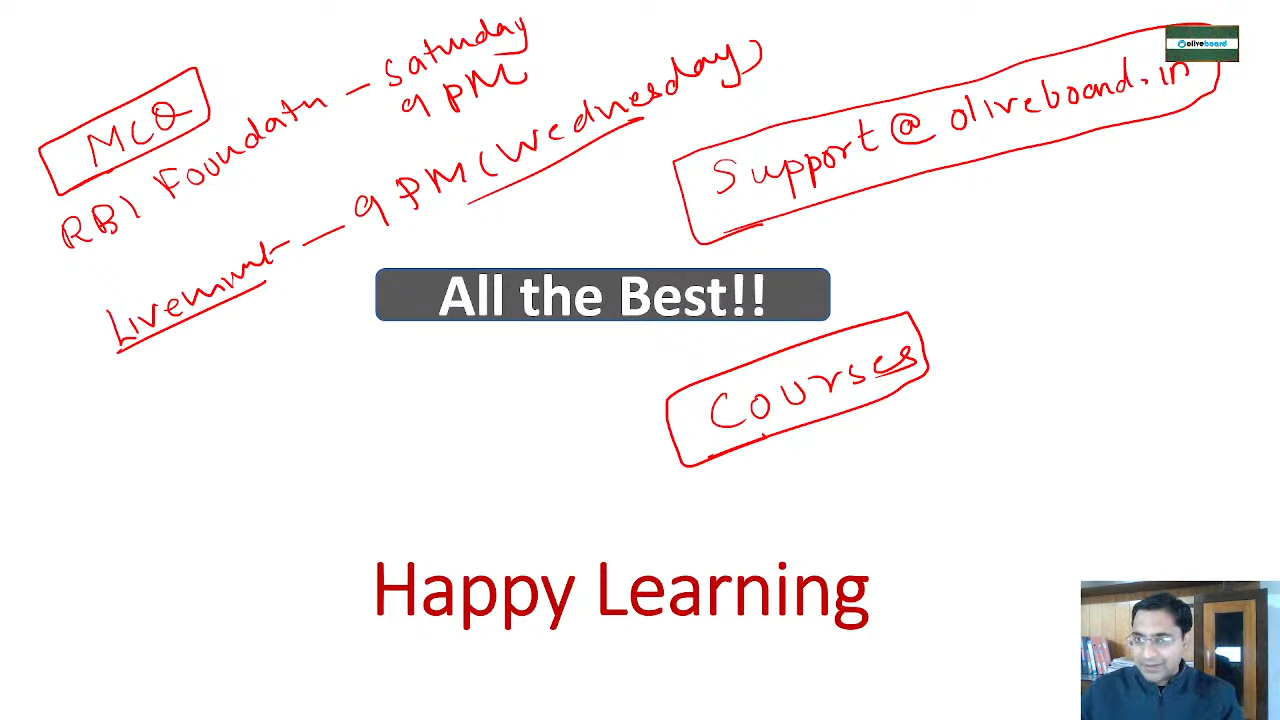 MCQ
RBI Foundatn - Saturday
9 PM
Livemint - 9 PM (Wednesday)
oliveboard
Support@oliveboard.in
All the Best!!
Courses
Happy Learning